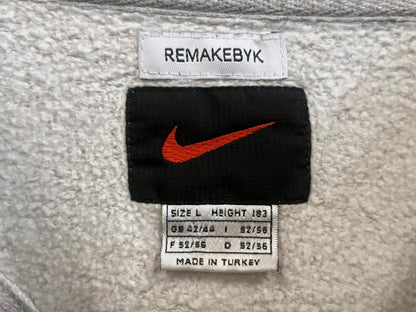 REMAKEBYK
SIZE L HEIGHT 183
GB 42/44 I 52/56
F 52/56 D 52/56
MADE IN TURKEY